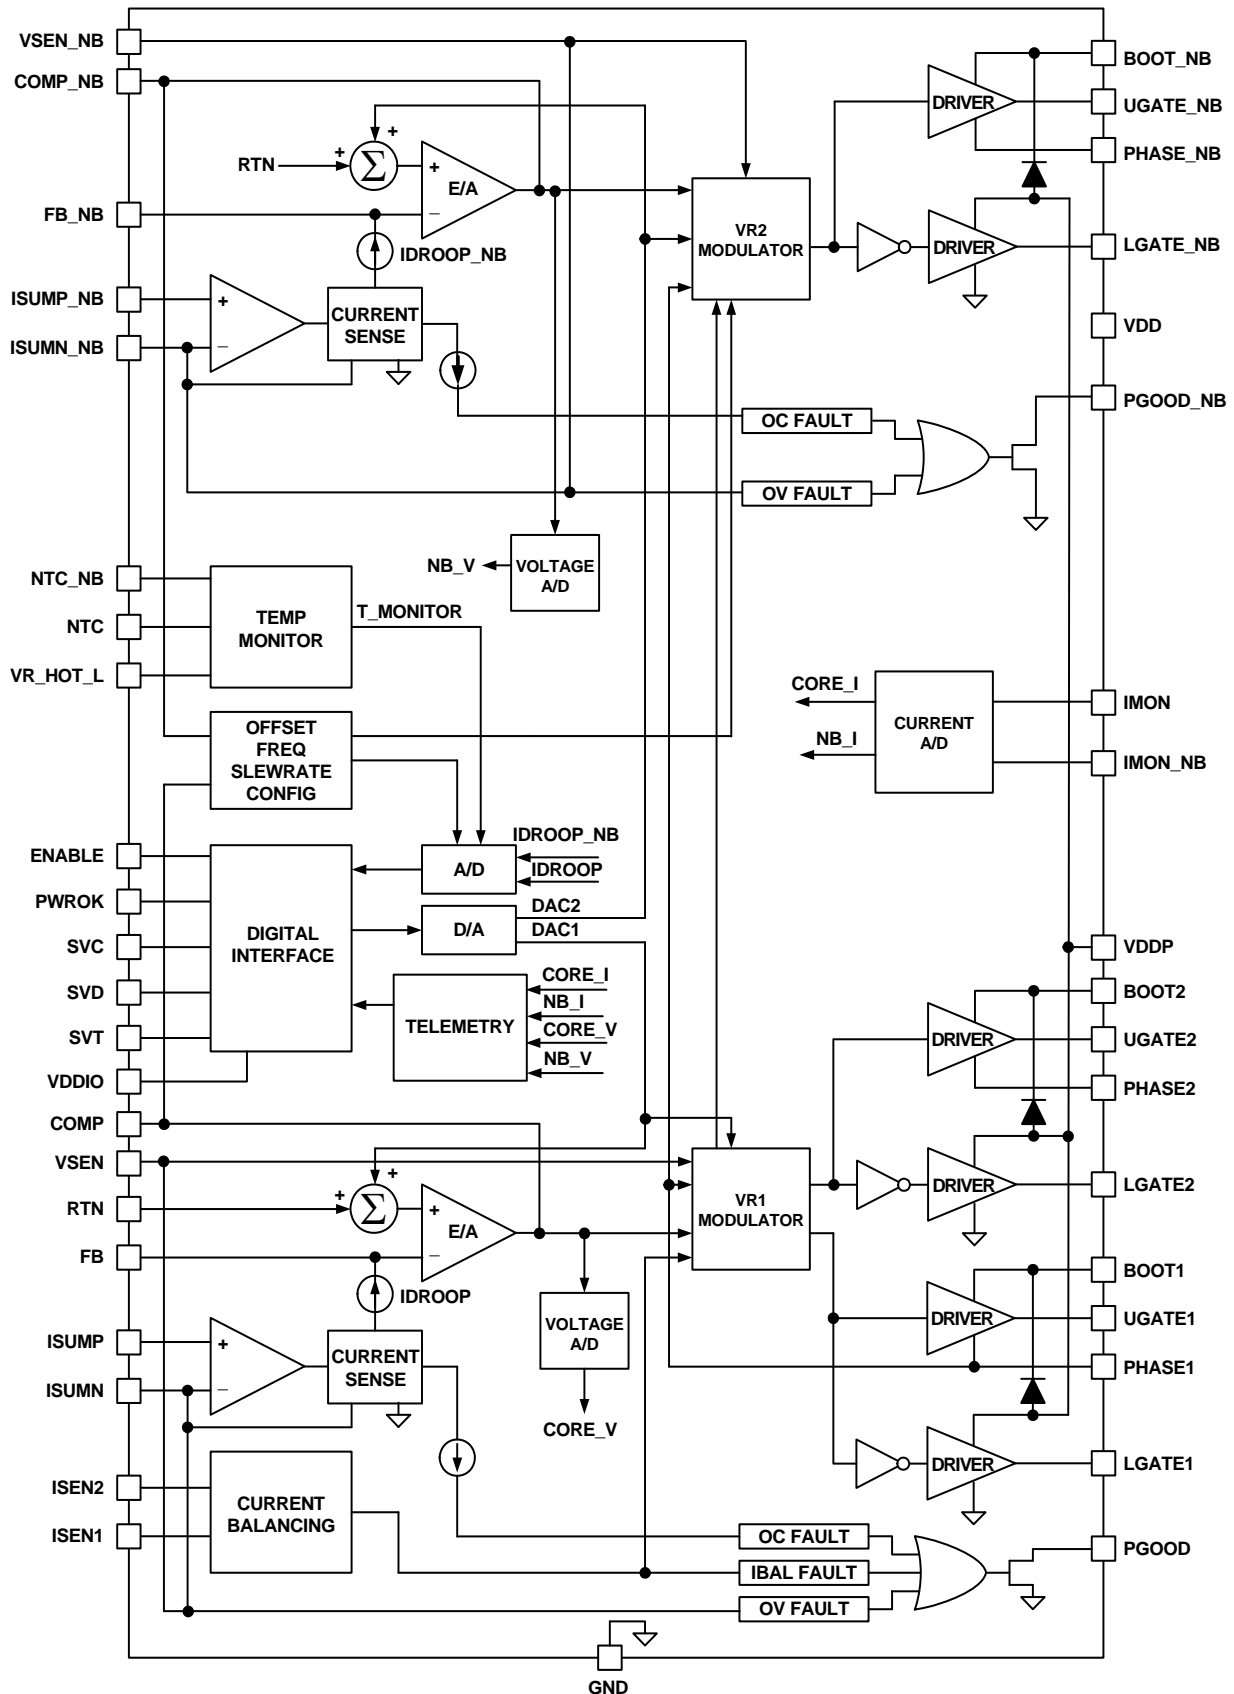 VSEN_NB
COMP_NB
BOOT_NB
DRIVER
UGATE_NB
PHASE_NB
+
+
RTN
Σ
+
E/A
−
FB_NB
IDROOP_NB
VR2
MODULATOR
DRIVER
LGATE_NB
ISUMP_NB
+
CURRENT
SENSE
ISUMN_NB
−
VDD
PGOOD_NB
OC FAULT
OV FAULT
NB_V
VOLTAGE
A/D
NTC_NB
NTC
VR_HOT_L
TEMP
MONITOR
T_MONITOR
OFFSET
FREQ
SLEWRATE
CONFIG
CORE_I
NB_I
CURRENT
A/D
IMON
IMON_NB
ENABLE
PWROK
SVC
SVD
SVT
VDDIO
DIGITAL
INTERFACE
A/D
IDROOP_NB
IDROOP
D/A
DAC2
DAC1
TELEMETRY
CORE_I
NB_I
CORE_V
NB_V
VDDP
BOOT2
DRIVER
UGATE2
PHASE2
COMP
VSEN
RTN
FB
+
+
Σ
+
E/A
−
IDROOP
VR1
MODULATOR
DRIVER
LGATE2
BOOT1
DRIVER
UGATE1
PHASE1
VOLTAGE
A/D
CORE_V
ISUMP
+
CURRENT
SENSE
ISUMN
−
DRIVER
LGATE1
ISEN2
ISEN1
CURRENT
BALANCING
OC FAULT
IBAL FAULT
OV FAULT
PGOOD
GND